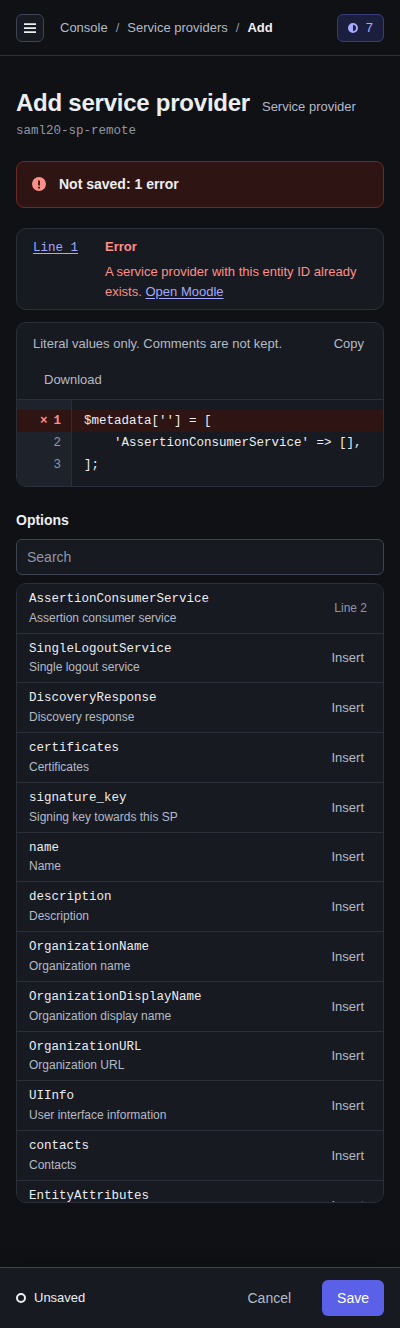 Console / Service providers / Add
7
Add service provider Service provider
saml20-sp-remote
Not saved: 1 error
Line 1 Error
A service provider with this entity ID already
exists. Open Moodle
Literal values only. Comments are not kept. Copy
Download
× 1 $metadata[''] = [
2 'AssertionConsumerService' => [],
3 ];
Options
Search
AssertionConsumerService
Assertion consumer service
Line 2
SingleLogoutService
Single logout service
Insert
DiscoveryResponse
Discovery response
Insert
certificates
Certificates
Insert
signature_key
Signing key towards this SP
Insert
name
Name
Insert
description
Description
Insert
OrganizationName
Organization name
Insert
OrganizationDisplayName
Organization display name
Insert
OrganizationURL
Organization URL
Insert
UIInfo
User interface information
Insert
contacts
Contacts
Insert
EntityAttributes
Unsaved Cancel Save